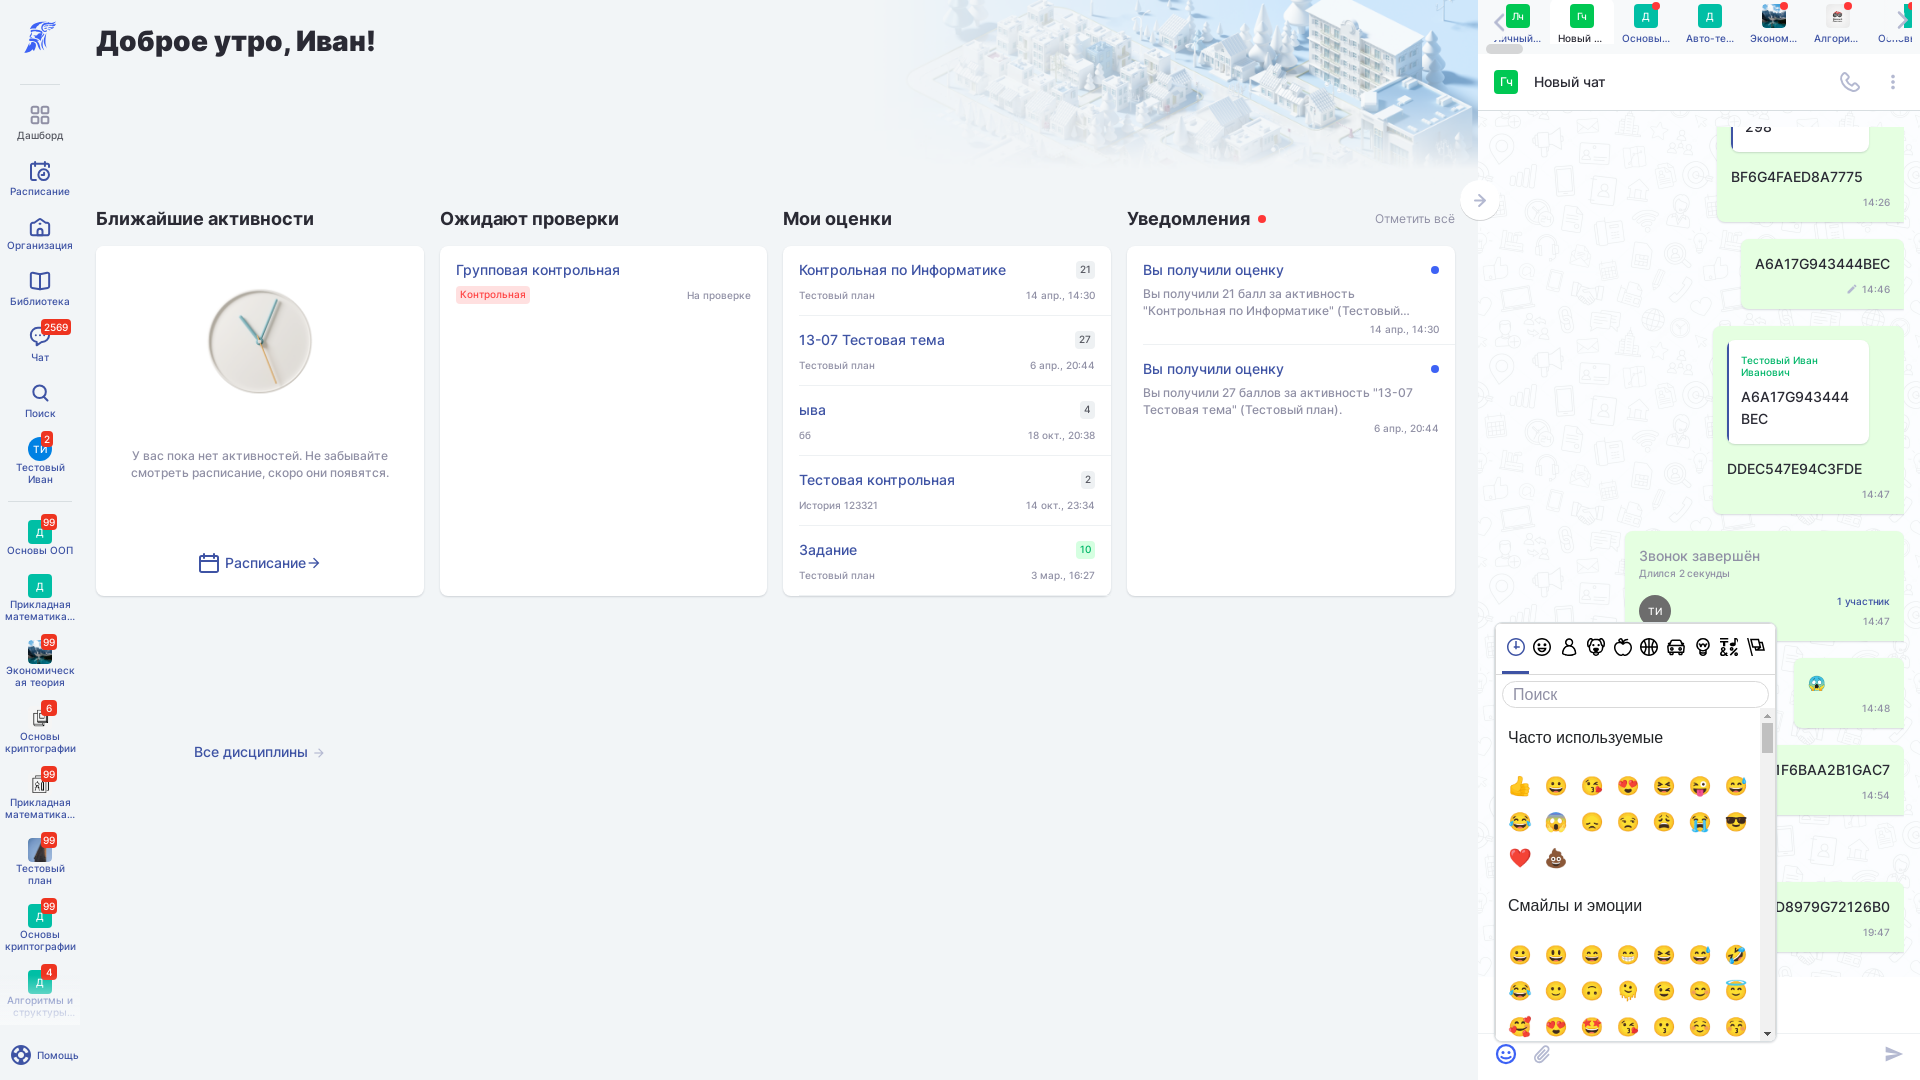 Доброе утро, Иван!
Дашборд
Расписание
Организация
Библиотека
2569
Чат
Поиск
2
ТИ
Тестовый
Иван
99
Д
Основы ООП
Д
Прикладная
математика...
99
Экономическ
ая теория
6
Основы
криптографии
99
Прикладная
математика...
99
Тестовый
план
99
Д
Основы
криптографии
4
Д
Алгоритмы и
структуры...
Помощь
Ближайшие активности
У вас пока нет активностей. Не забывайте
смотреть расписание, скоро они появятся.
Расписание
Все дисциплины
Ожидают проверки
Групповая контрольная
Контрольная
На проверке
Мои оценки
Контрольная по Информатике 21
Тестовый план 14 апр., 14:30
13-07 Тестовая тема 27
Тестовый план 6 апр., 20:44
ыва 4
бб 18 окт., 20:38
Тестовая контрольная 2
История 123321 14 окт., 23:34
Задание 10
Тестовый план 3 мар., 16:27
Уведомления Отметить всё
Вы получили оценку
Вы получили 21 балл за активность
"Контрольная по Информатике" (Тестовый...
14 апр., 14:30
Вы получили оценку
Вы получили 27 баллов за активность "13-07
Тестовая тема" (Тестовый план).
6 апр., 20:44
Лч Гч Д Д
Личный... Новый ... Основы... Авто-те... Эконом... Алгори...
Гч Новый чат
298
BF6G4FAED8A7775
14:26
A6A17G943444BEC
14:46
Тестовый Иван
Иванович
A6A17G943444
BEC
DDEC547E94C3FDE
14:47
Звонок завершён
Длился 2 секунды
ТИ
1 участник
14:47
14:48
1F6BAA2B1GAC7
14:54
D8979G72126B0
19:47
Поиск
Часто используемые
Смайлы и эмоции